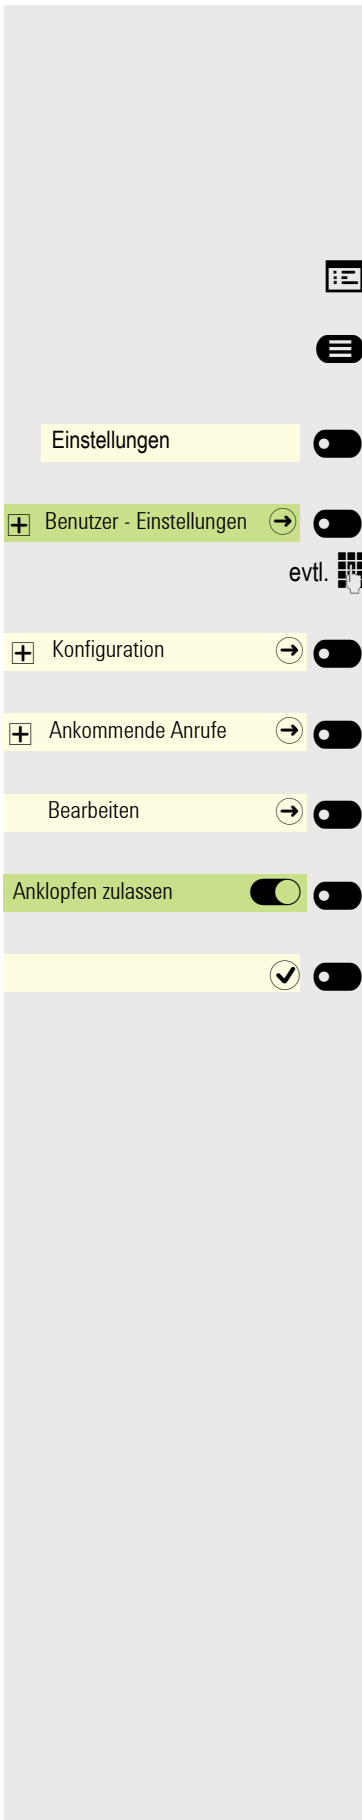 Einstellungen
Benutzer - Einstellungen
evtl.
Konfiguration
Ankommende Anrufe
Bearbeiten
Anklopfen zulassen